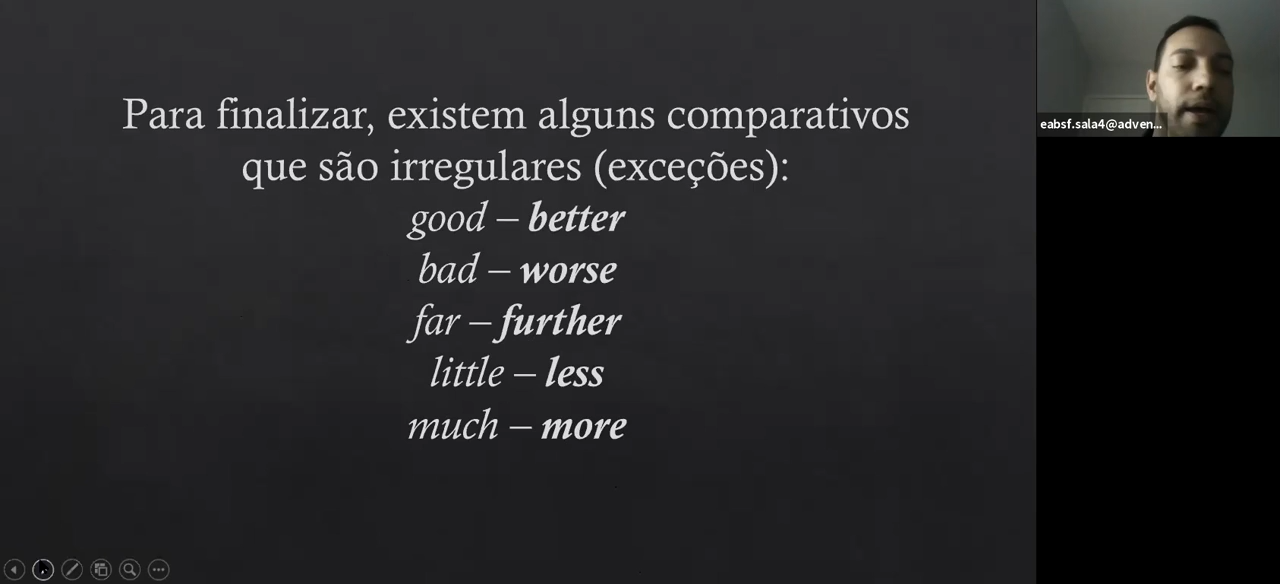 Para finalizar, existem alguns comparativos
que são irregulares (exceções):
good – better
bad – worse
far – further
little – less
much – more
eabsf.sala4@adven...